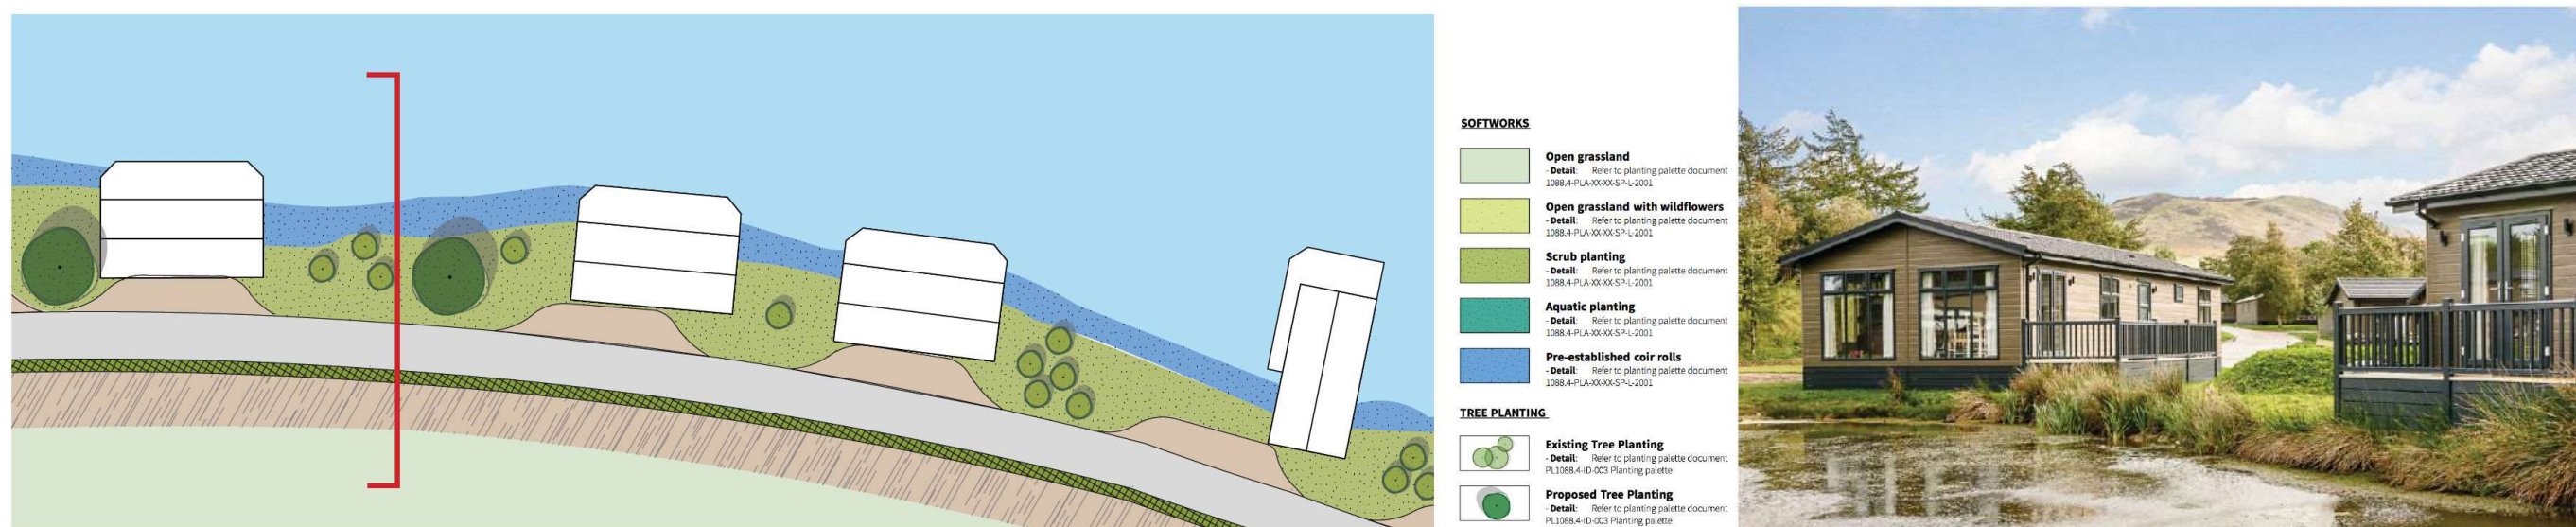 SOFTWORKS
Open grassland
- Detail: Refer to planting palette document
1088.4-PLA-XX-XX-SP-L-2001
Open grassland with wildflowers
- Detail: Refer to planting palette document
1088.4-PLA-XX-XX-SP-L-2001
Scrub planting
- Detail: Refer to planting palette document
1088.4-PLA-XX-XX-SP-L-2001
Aquatic planting
- Detail: Refer to planting palette document
1088.4-PLA-XX-XX-SP-L-2001
Pre-established coir rolls
- Detail: Refer to planting palette document
1088.4-PLA-XX-XX-SP-L-2001
TREE PLANTING
Existing Tree Planting
- Detail: Refer to planting palette document
PL1088.4-ID-003 Planting palette
Proposed Tree Planting
- Detail: Refer to planting palette document
PL1088.4-ID-003 Planting palette